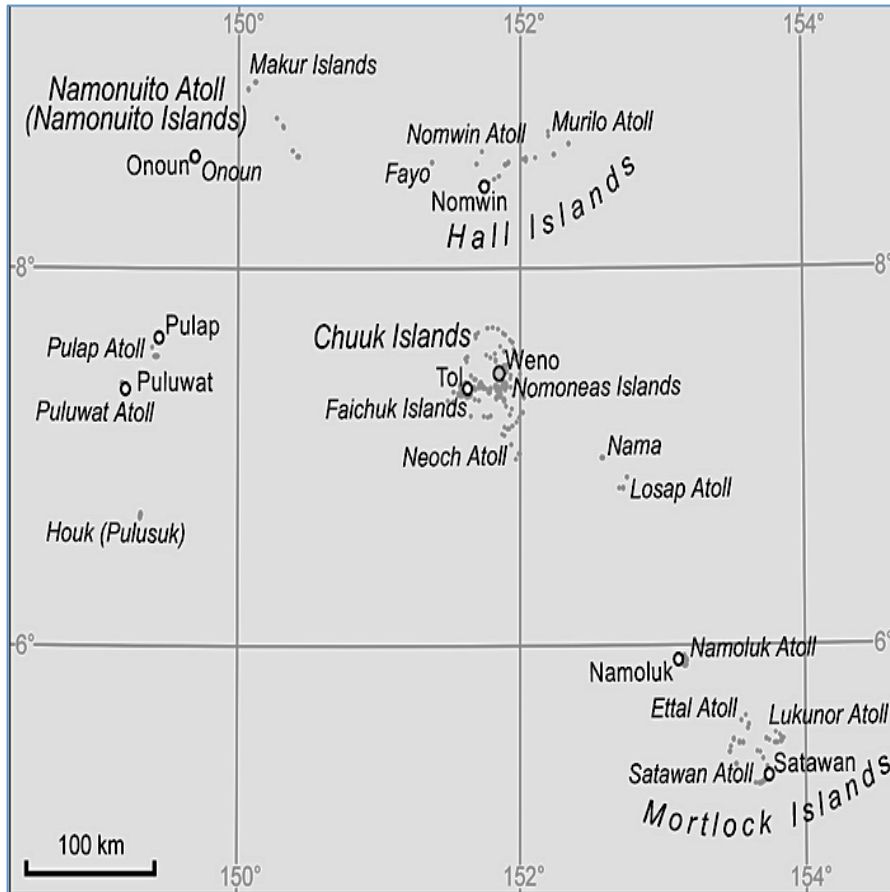 150°
152°
154°
Makur Islands
Namonuito Atoll
(Namonuito Islands)
Onoun
Onoun
Nomwin Atoll
Murilo Atoll
Fayo
Nomwin
Hall Islands
8°
8°
Pulap
Pulap Atoll
Puluwat
Puluwat Atoll
Chuuk Islands
Weno
Tol
Nomoneas Islands
Faichuk Islands
Neoch Atoll
Nama
Losap Atoll
Houk (Pulusuk)
6°
6°
Namoluk Atoll
Namoluk
Ettal Atoll
Lukunor Atoll
Satawan Atoll
Satawan
Mortlock Islands
100 km
150°
152°
154°